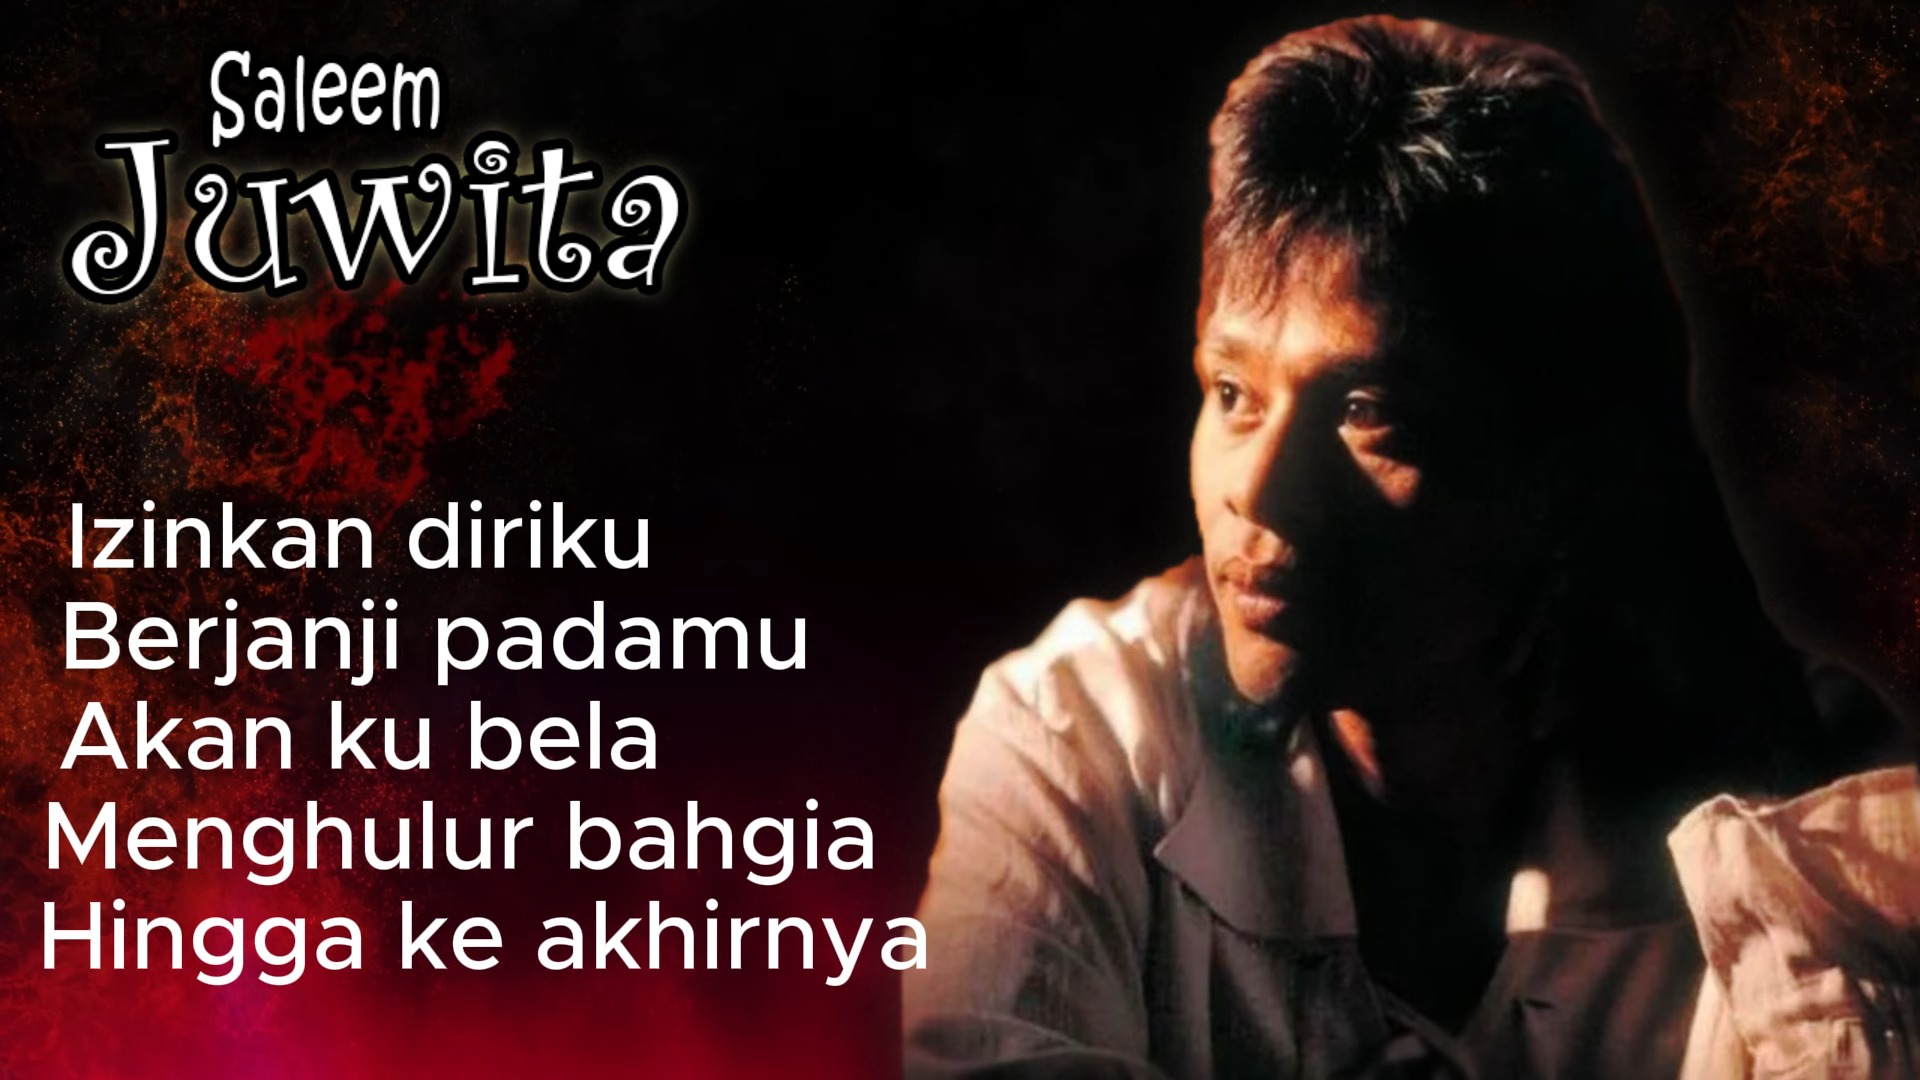 Saleem
Juwita
Izinkan diriku
Berjanji padamu
Akan ku bela
Menghulur bahgia
Hingga ke akhirnya